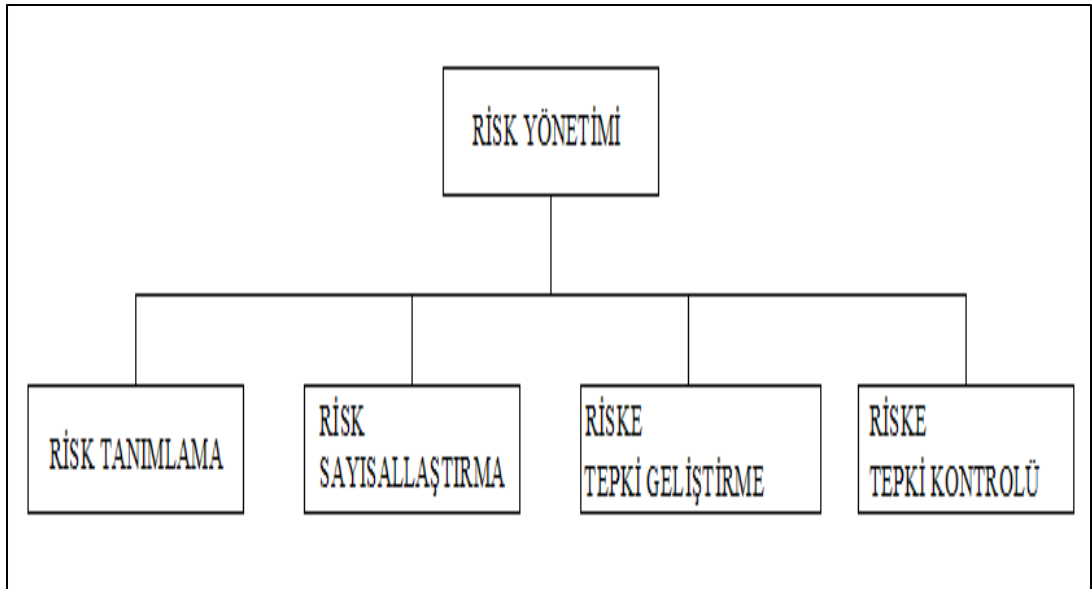 RİSK YÖNETİMİ
RİSK TANIMLAMA
RİSK
SAYISALLAŞTIRMA
RİSKE
TEPKİ GELİŞTİRME
RİSKE
TEPKİ KONTROLÜ